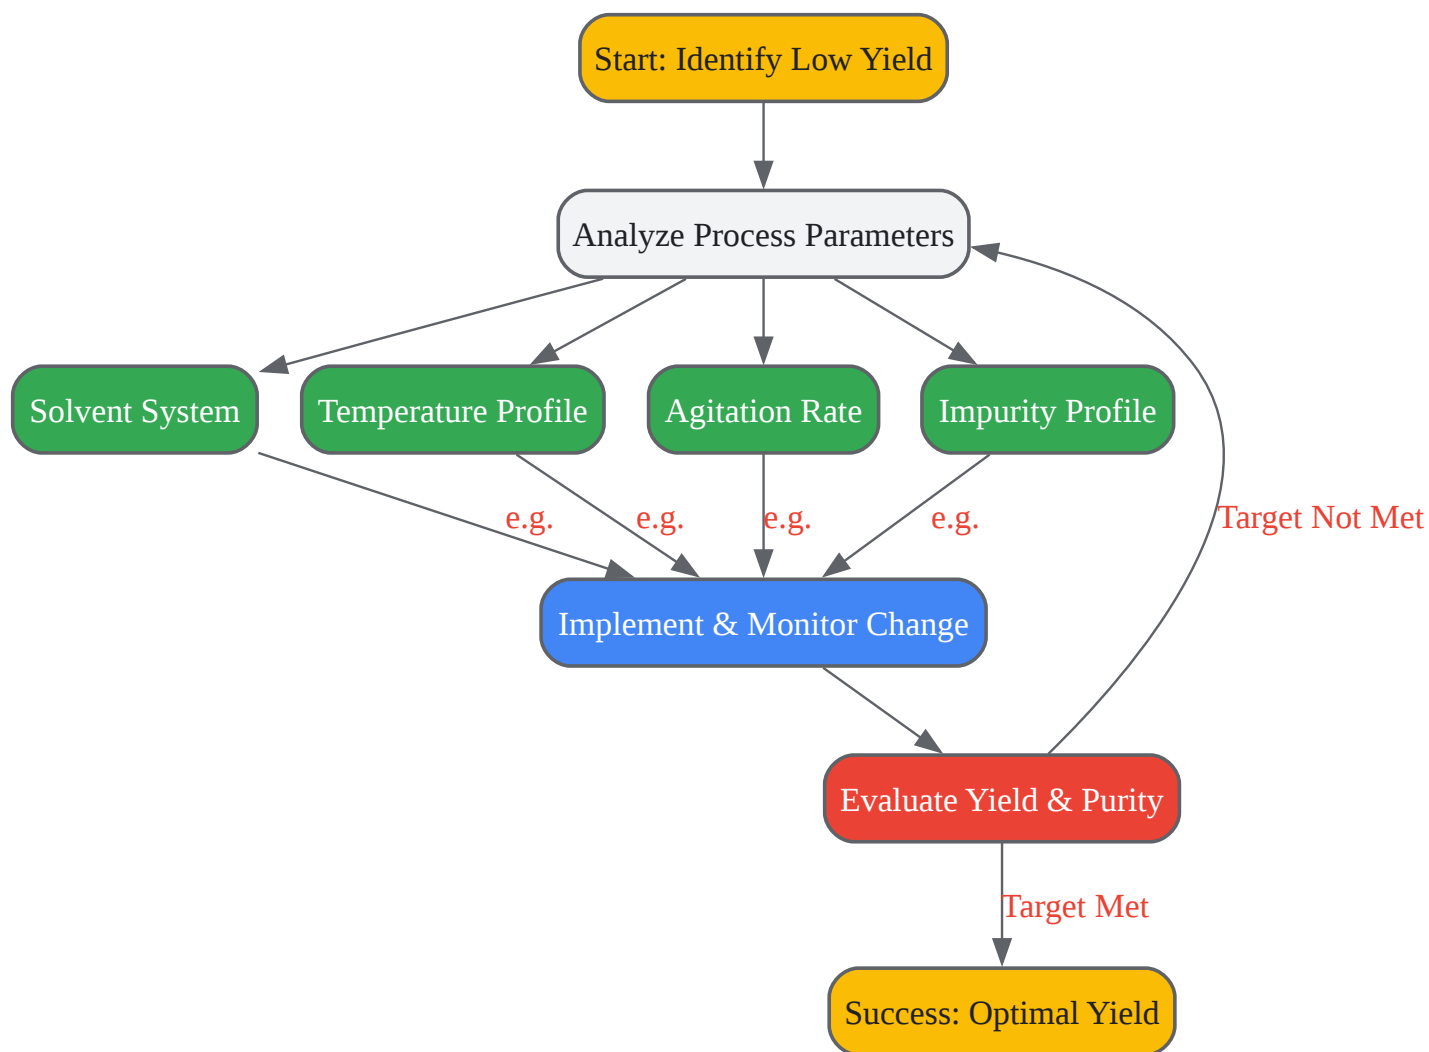 Start: Identify Low Yield
Analyze Process Parameters
Solvent System
Temperature Profile
Agitation Rate
Impurity Profile
e.g.
e.g.
e.g.
e.g.
Target Not Met
Implement & Monitor Change
Evaluate Yield & Purity
Target Met
Success: Optimal Yield